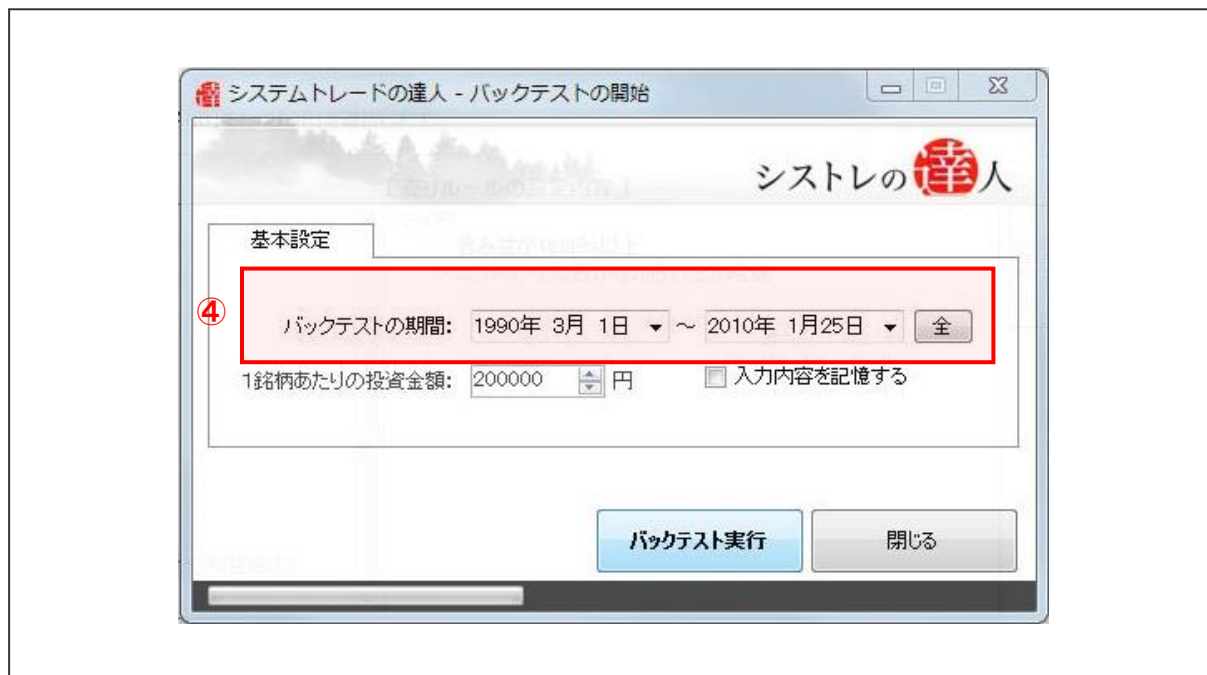 システムトレードの達人 - バックテストの開始
シストレの達人
基本設定
④ バックテストの期間: 1990年 3月 1日 ～ 2010年 1月25日 全
1銘柄あたりの投資金額: 200000 円 入力内容を記憶する
バックテスト実行 閉じる